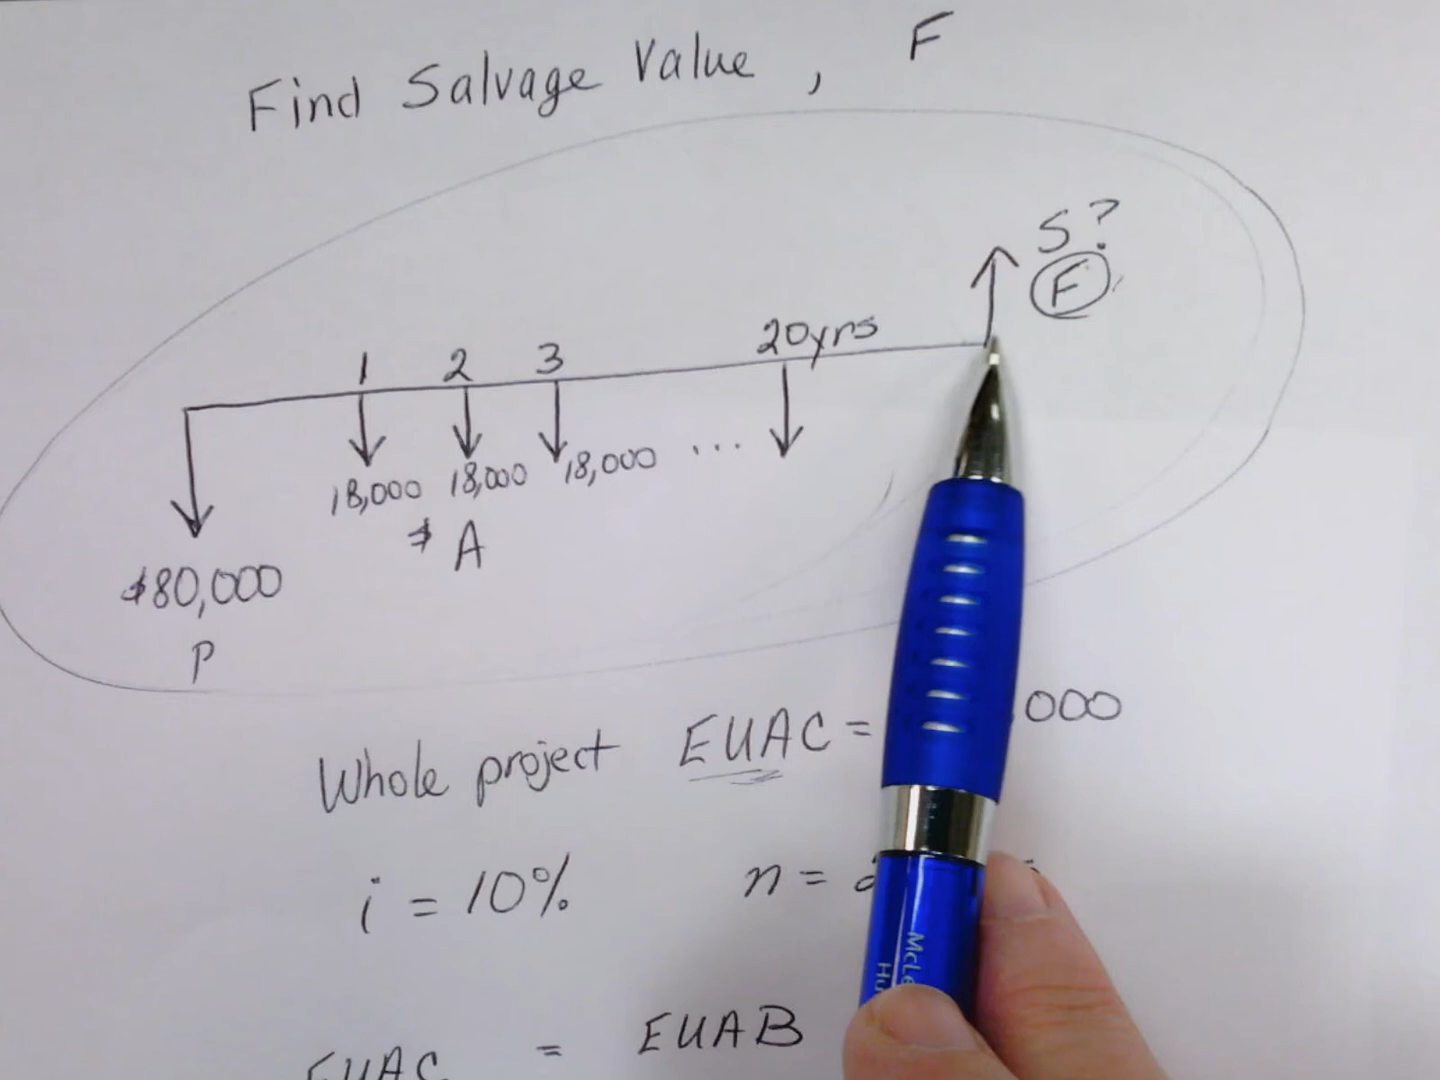 Find Salvage Value, F
S?
F
1 2 3 20yrs
18,000 18,000 18,000 ...
$ A
$80,000
P
Whole project EUAC = 000
i = 10% n =
EUAC = EUAB